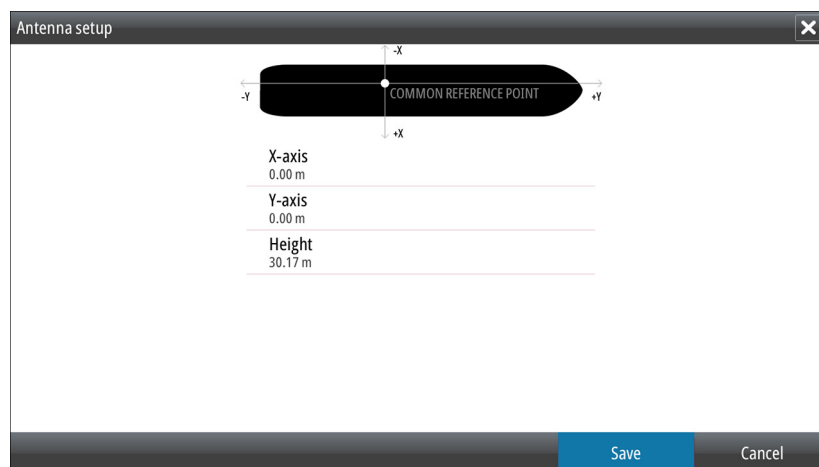 Antenna setup
-X
-Y
COMMON REFERENCE POINT
+Y
+X
X-axis
0.00 m
Y-axis
0.00 m
Height
30.17 m
Save
Cancel